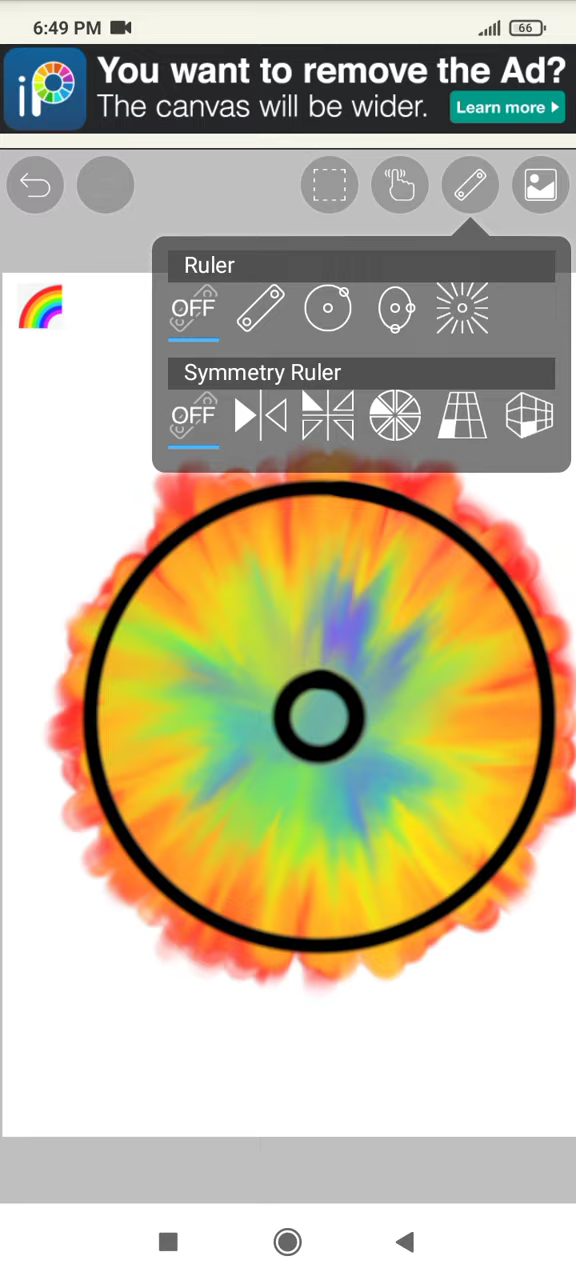 6:49 PM
66
iP
You want to remove the Ad?
The canvas will be wider.
Learn more
Ruler
OFF
Symmetry Ruler
OFF